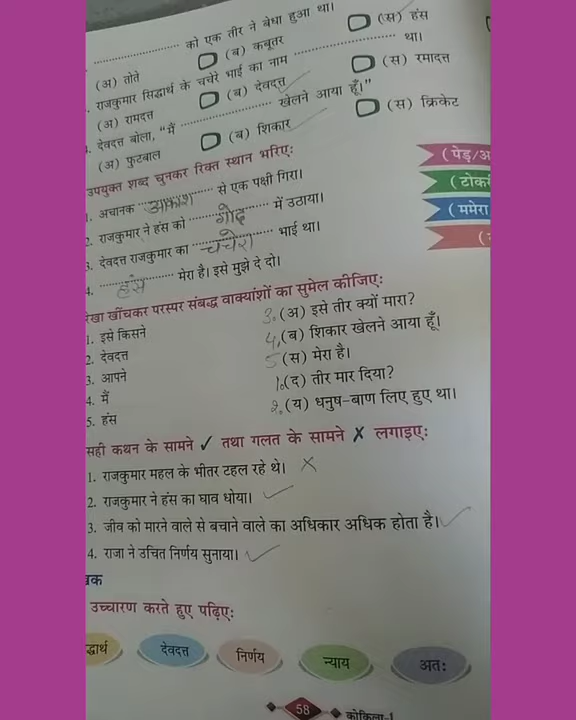 को एक तीर ने बेधा हुआ था।
(अ) तोते (ब) कबूतर (स) हंस
राजकुमार सिद्धार्थ के चचेरे भाई का नाम था।
(अ) रामदत्त (ब) देवदत्त (स) रमादत्त
देवदत्त बोला, “मैं खेलने आया हूँ।”
(अ) फुटबाल (ब) शिकार (स) क्रिकेट
उपयुक्त शब्द चुनकर रिक्त स्थान भरिएः
1. अचानक आकाश से एक पक्षी गिरा। (पेड़/अ
2. राजकुमार ने हंस को गोद में उठाया। (टोक
3. देवदत्त राजकुमार का चचेरा भाई था। (ममेरा
4. हंस मेरा है। इसे मुझे दे दो।
रेखा खींचकर परस्पर संबद्ध वाक्यांशों का सुमेल कीजिएः
1. इसे किसने 3. (अ) इसे तीर क्यों मारा?
2. देवदत्त 4. (ब) शिकार खेलने आया हूँ।
3. आपने 5 (स) मेरा है।
4. मैं 1. (द) तीर मार दिया?
5. हंस 2. (य) धनुष-बाण लिए हुए था।
सही कथन के सामने ✓ तथा गलत के सामने ✗ लगाइएः
1. राजकुमार महल के भीतर टहल रहे थे। ✗
2. राजकुमार ने हंस का घाव धोया। ✓
3. जीव को मारने वाले से बचाने वाले का अधिकार अधिक होता है। ✓
4. राजा ने उचित निर्णय सुनाया। ✓
उच्चारण करते हुए पढ़िएः
द्धार्थ देवदत्त निर्णय न्याय अतः
58 कोकिला-1